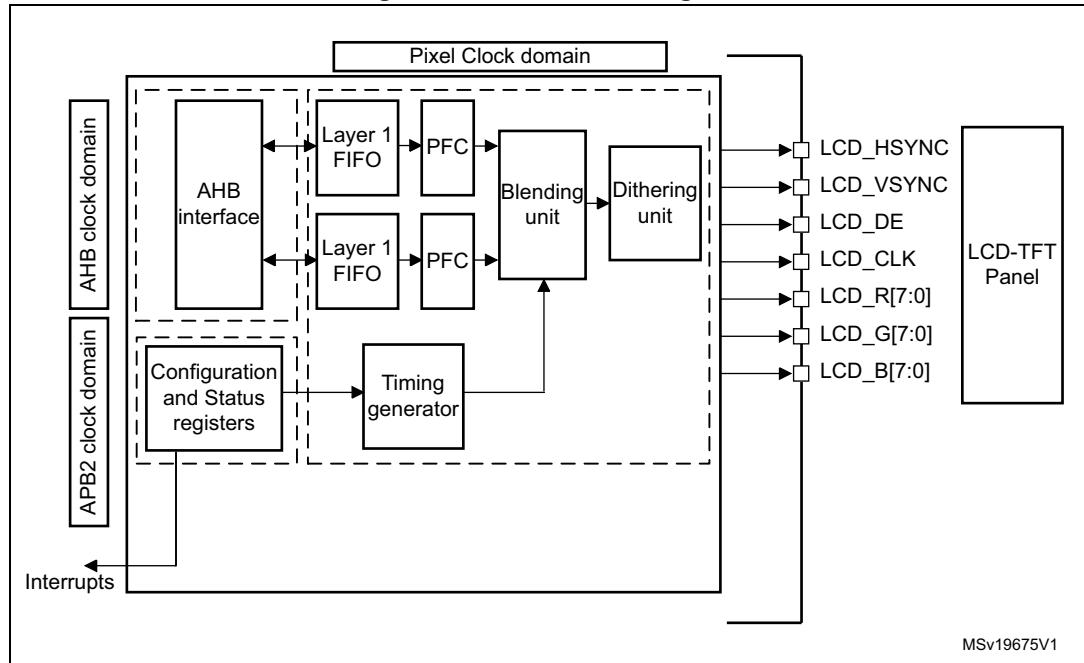 Pixel Clock domain
AHB clock domain
AHB
interface
Layer 1
FIFO
PFC
Blending
unit
Dithering
unit
Layer 1
FIFO
PFC
APB2 clock domain
Configuration
and Status
registers
Timing
generator
Interrupts
LCD_HSYNC
LCD_VSYNC
LCD_DE
LCD_CLK
LCD_R[7:0]
LCD_G[7:0]
LCD_B[7:0]
LCD-TFT
Panel
MSv19675V1